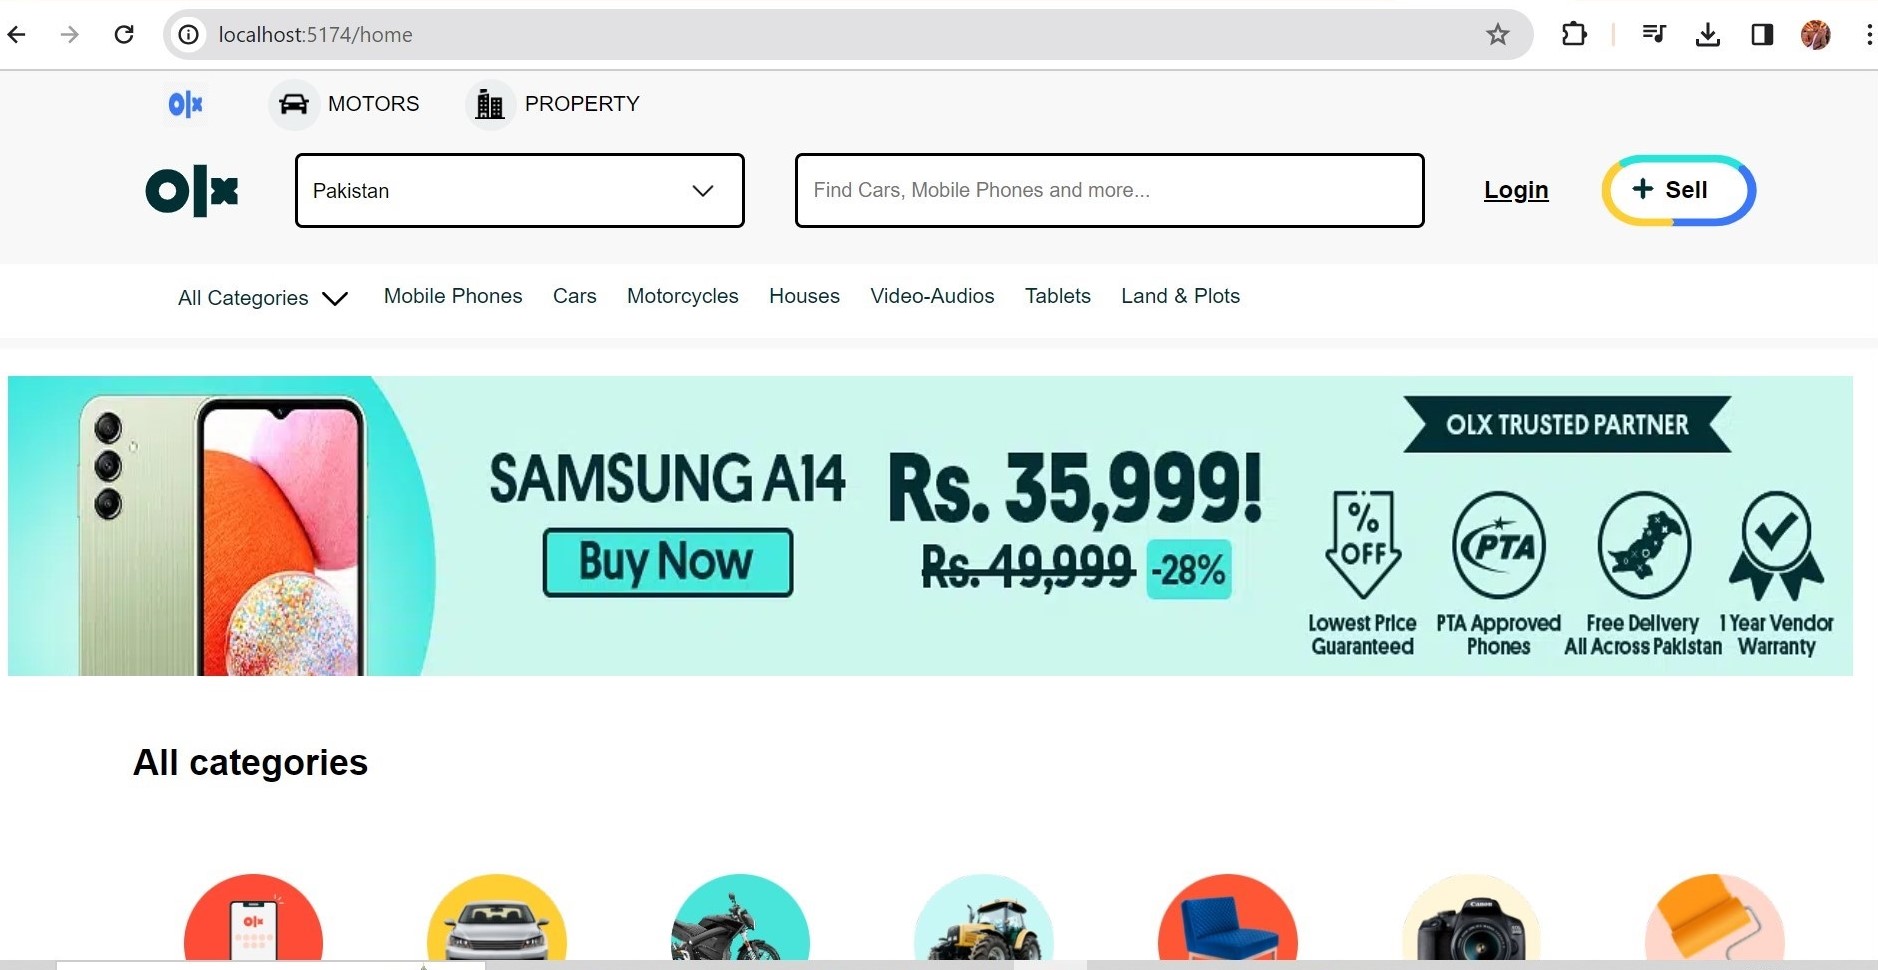 localhost:5174/home
olx MOTORS PROPERTY
olx Pakistan Find Cars, Mobile Phones and more... Login + Sell
All Categories Mobile Phones Cars Motorcycles Houses Video-Audios Tablets Land & Plots
OLX TRUSTED PARTNER
SAMSUNG A14 Rs. 35,999!
Buy Now Rs. 49,999 -28%
% OFF PTA
Lowest Price Guaranteed
PTA Approved Phones
Free Delivery All Across Pakistan
1 Year Vendor Warranty
All categories
olx
Canon